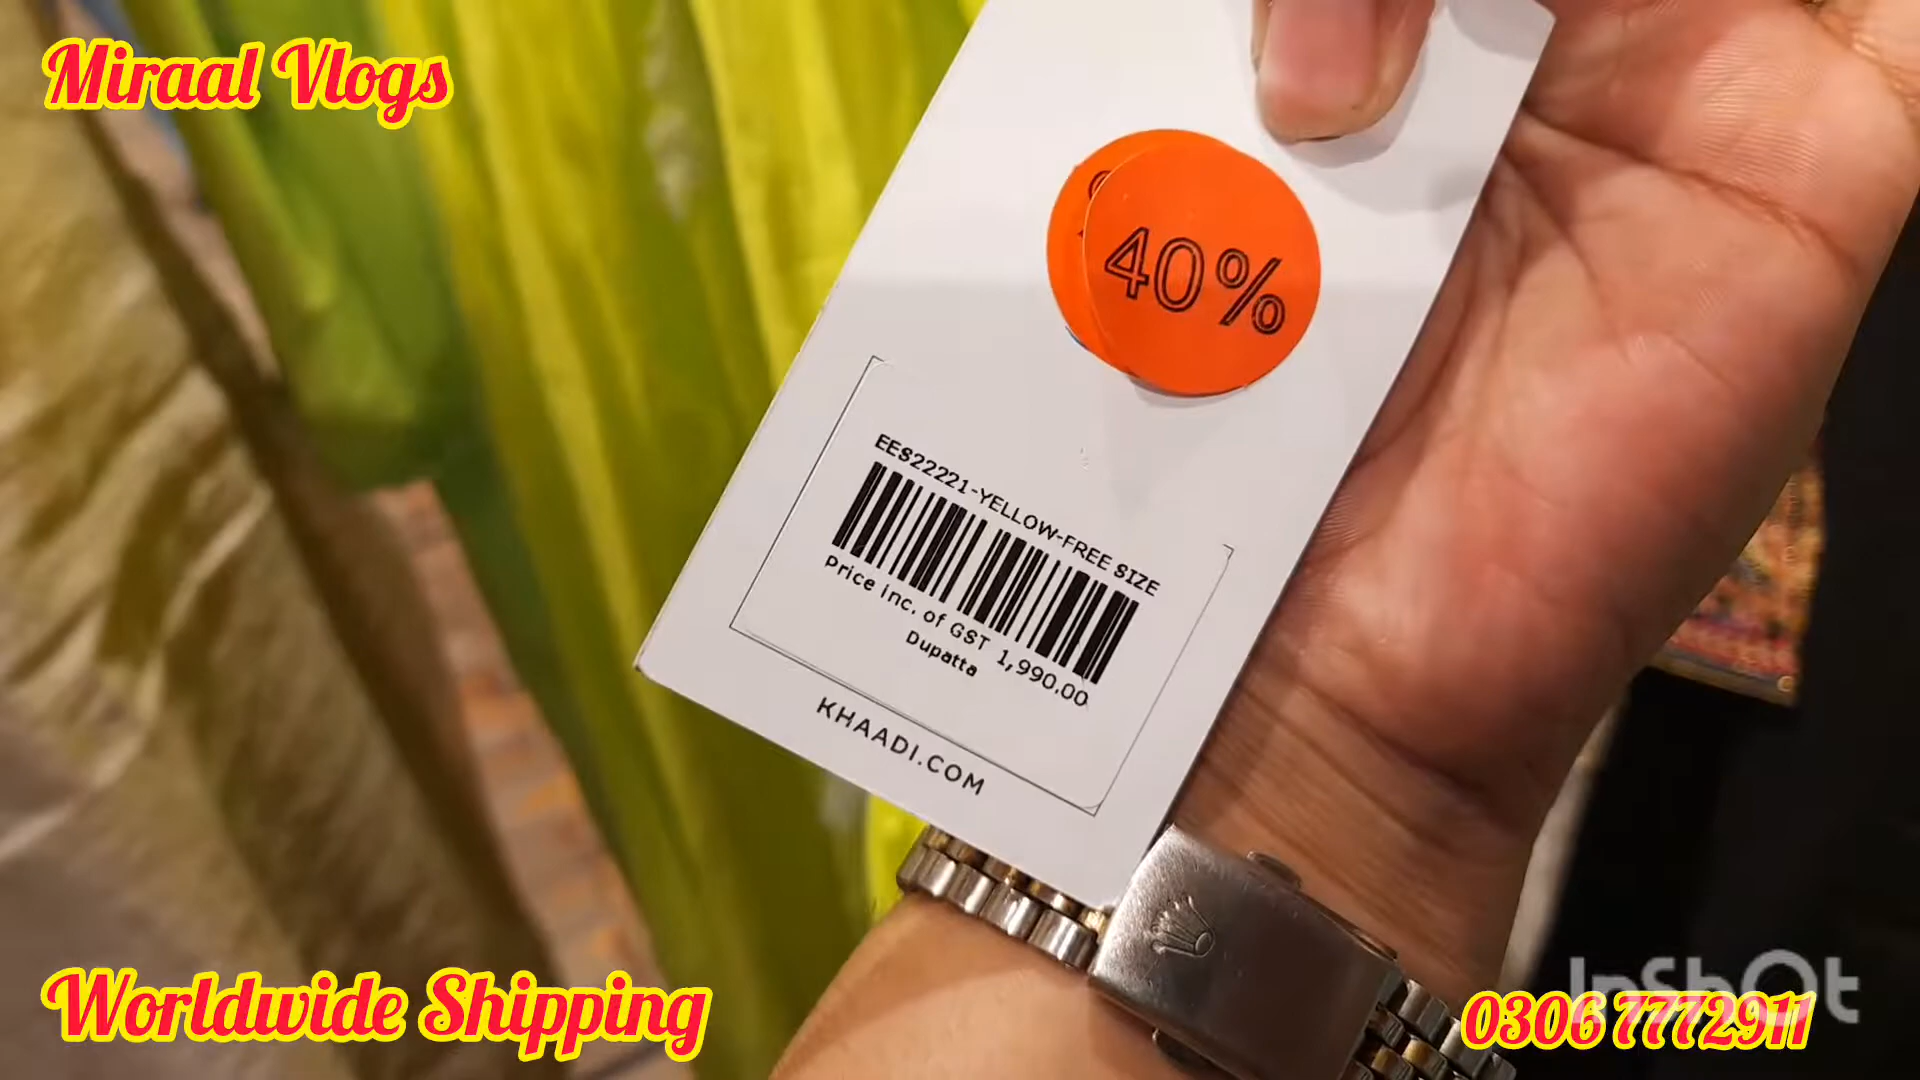 Miraal Vlogs
40%
EES22221-YELLOW-FREE SIZE
Price inc. of GST 1,990.00
Dupatta
KHAADI.COM
Worldwide Shipping
InShOt
0306 7772911